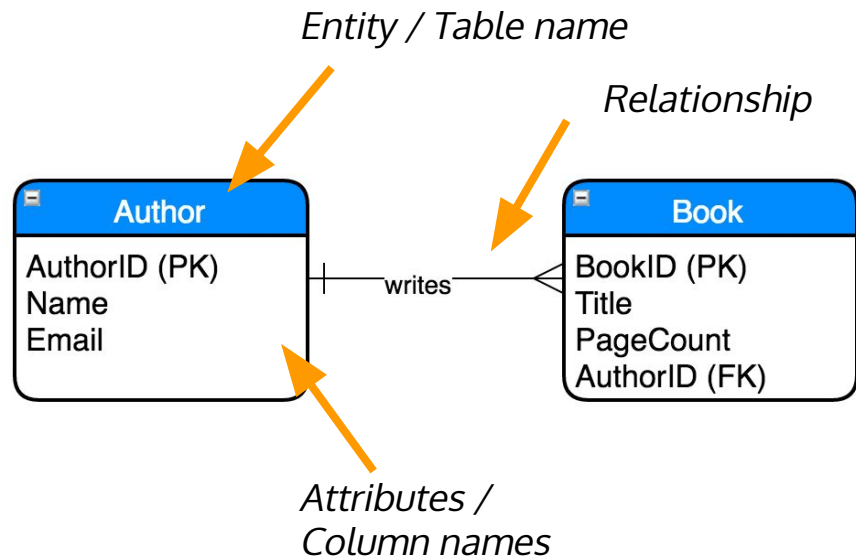 Entity / Table name
Relationship
Author
AuthorID (PK)
Name
Email
writes
Book
BookID (PK)
Title
PageCount
AuthorID (FK)
Attributes /
Column names